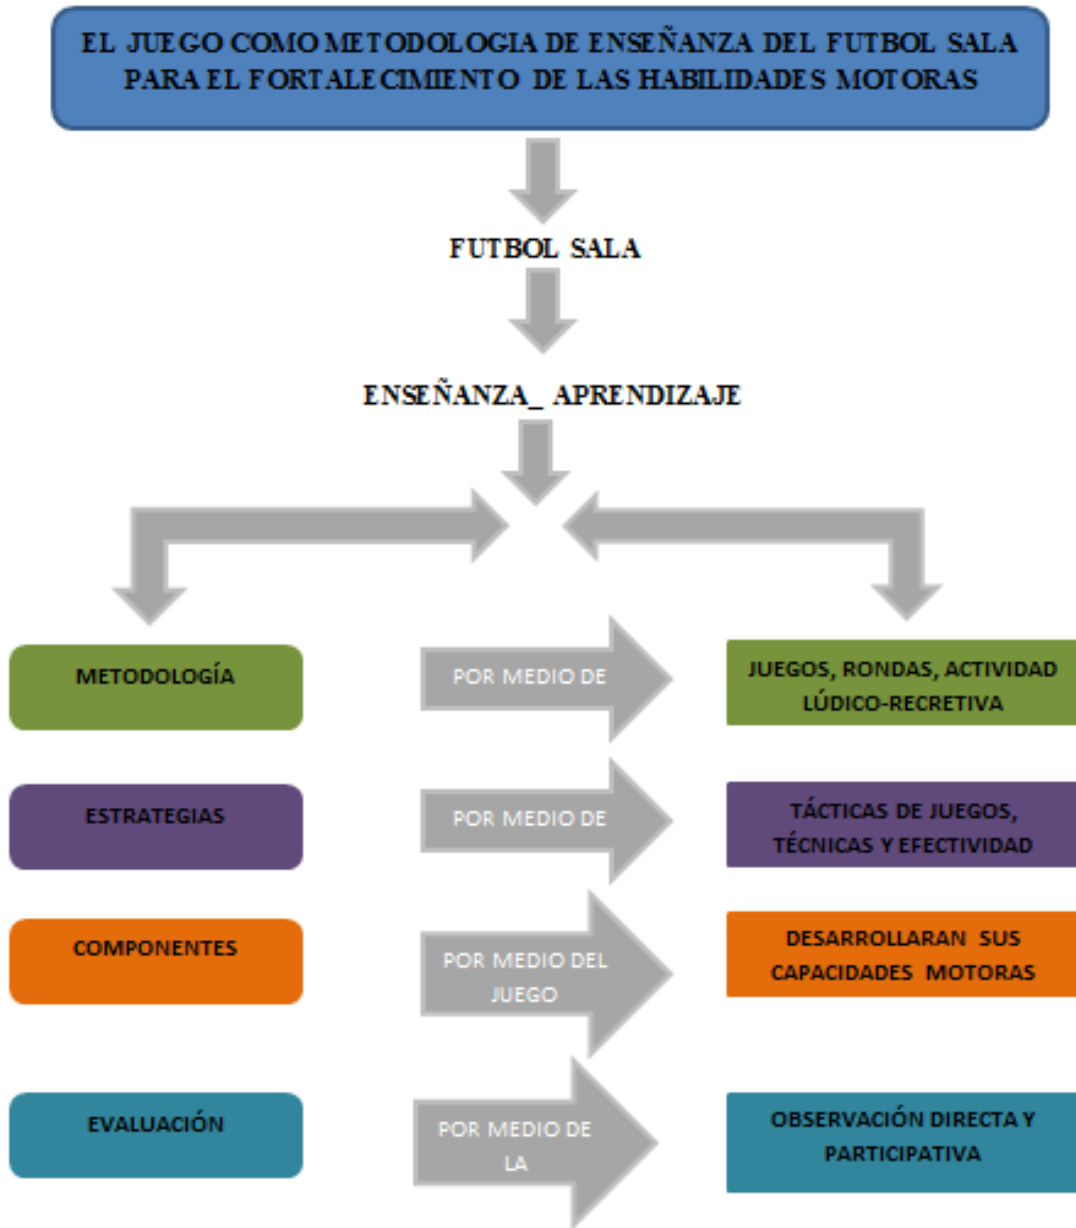 EL JUEGO COMO METODOLOGIA DE ENSEÑANZA DEL FUTBOL SALA
PARA EL FORTALECIMIENTO DE LAS HABILIDADES MOTORAS
FUTBOL SALA
ENSEÑANZA_ APRENDIZAJE
METODOLOGÍA
POR MEDIO DE
JUEGOS, RONDAS, ACTIVIDAD
LÚDICO-RECRETIVA
ESTRATEGIAS
POR MEDIO DE
TÁCTICAS DE JUEGOS,
TÉCNICAS Y EFECTIVIDAD
COMPONENTES
POR MEDIO DEL
JUEGO
DESARROLLARAN SUS
CAPACIDADES MOTORAS
EVALUACIÓN
POR MEDIO DE
LA
OBSERVACIÓN DIRECTA Y
PARTICIPATIVA